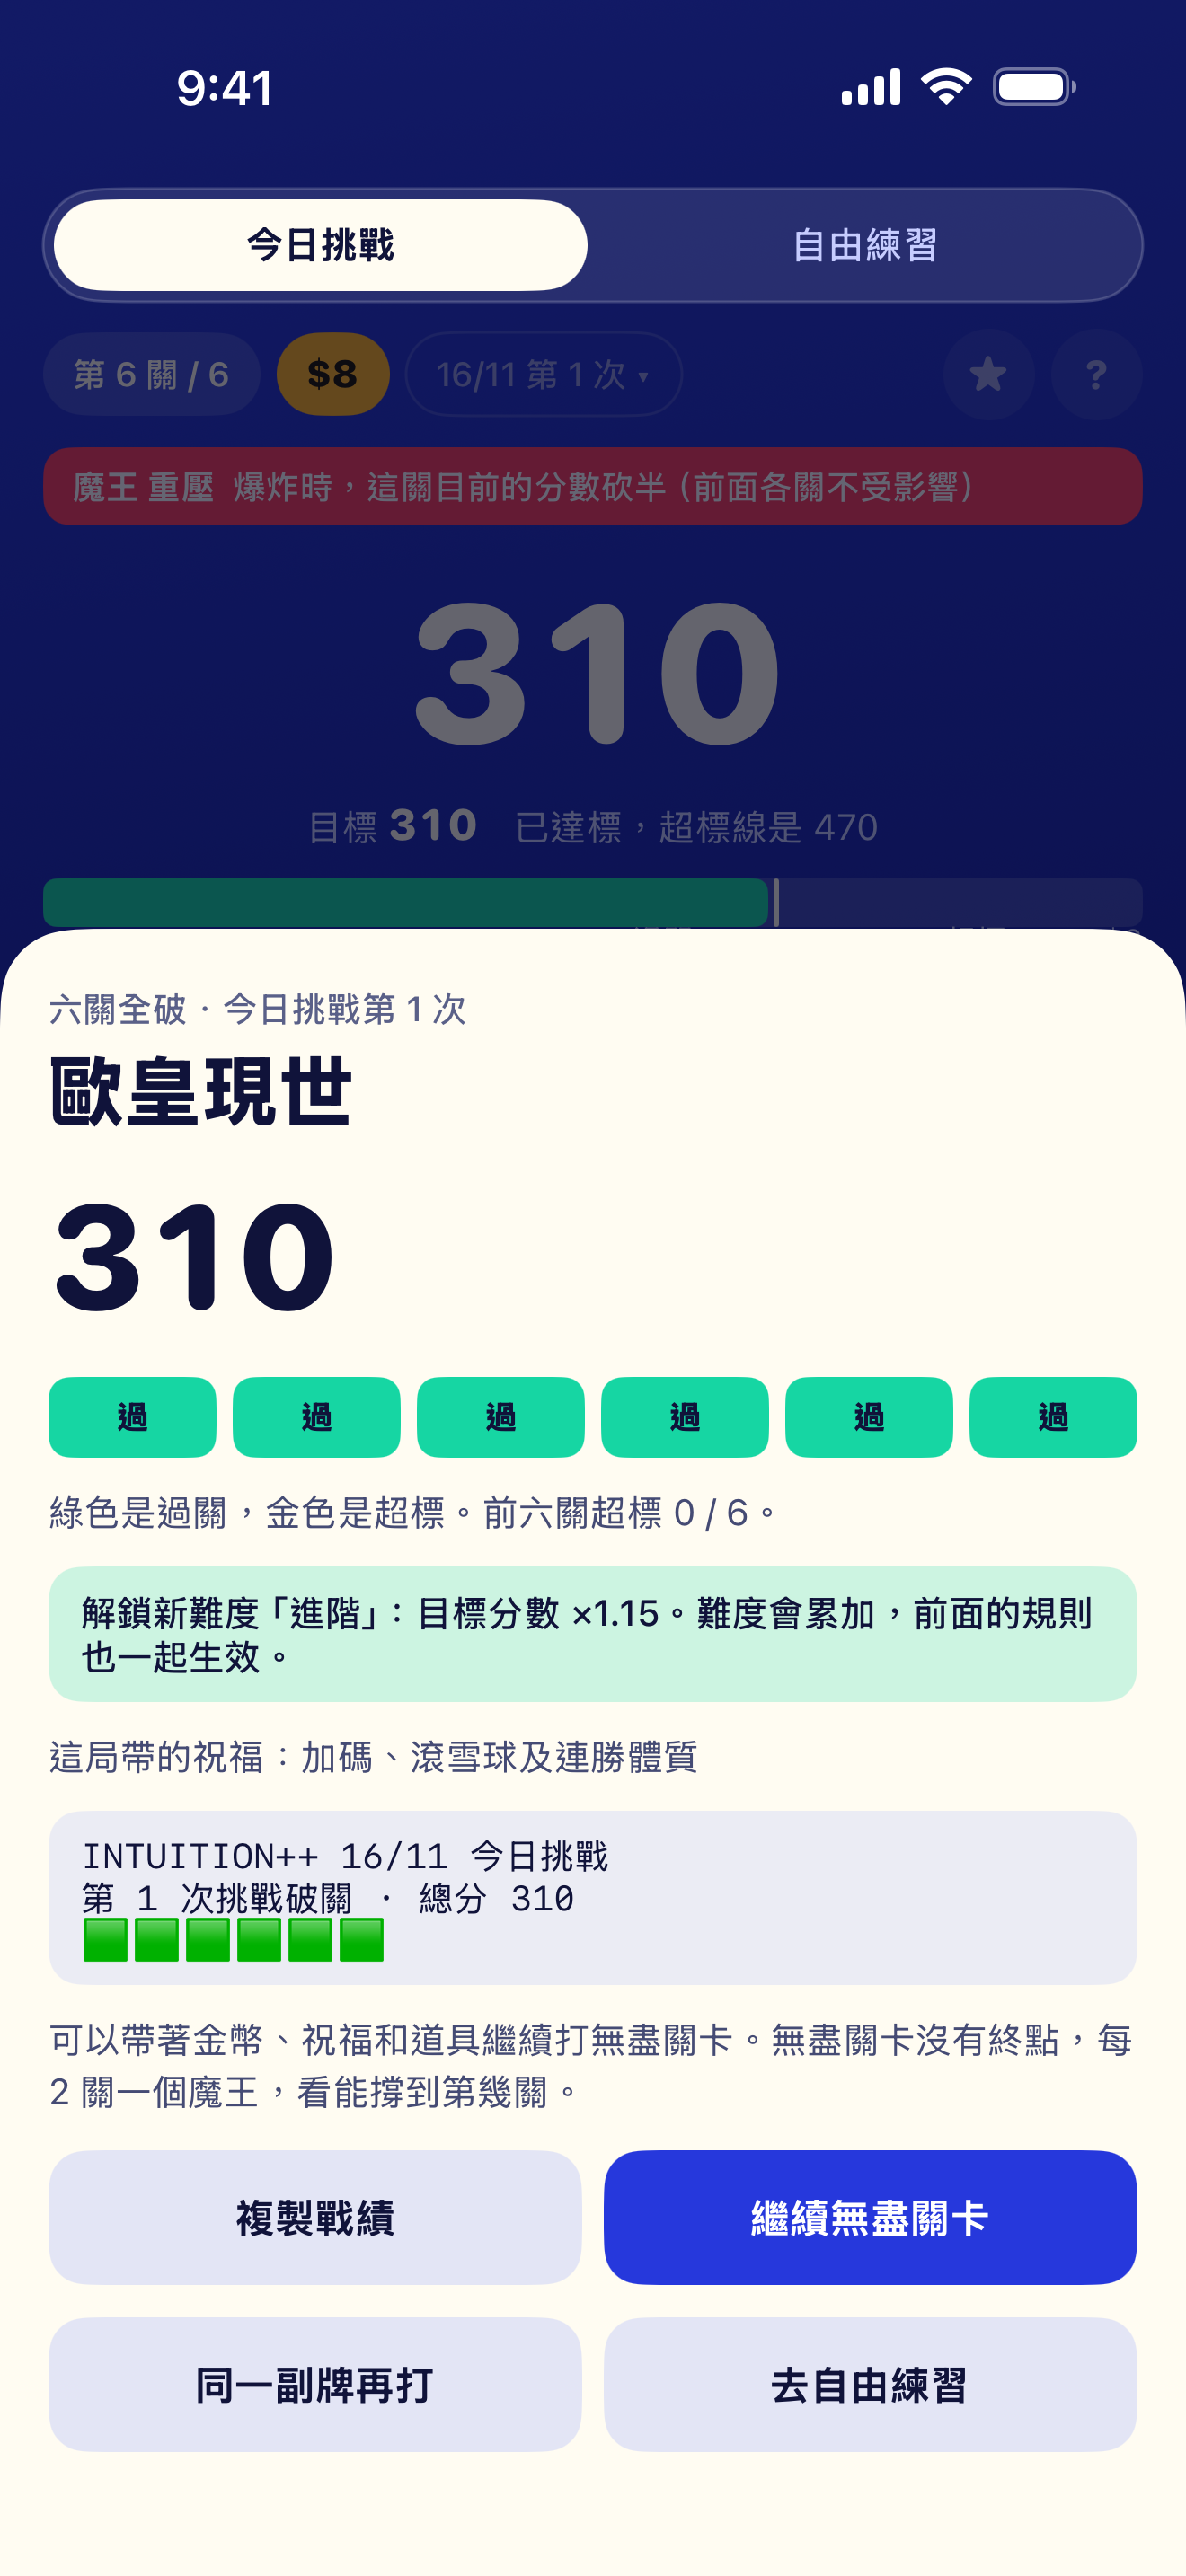 9:41
今日挑戰
自由練習
第 6 關 / 6
$8
16/11 第 1 次 ▾
?
魔王 重壓 爆炸時，這關目前的分數砍半（前面各關不受影響）
310
目標 310 已達標，超標線是 470
六關全破 · 今日挑戰第 1 次
歐皇現世
310
過 過 過 過 過 過
綠色是過關，金色是超標。前六關超標 0 / 6。
解鎖新難度「進階」：目標分數 ×1.15。難度會累加，前面的規則
也一起生效。
這局帶的祝福：加碼、滾雪球及連勝體質
INTUITION++ 16/11 今日挑戰
第 1 次挑戰破關 · 總分 310
可以帶著金幣、祝福和道具繼續打無盡關卡。無盡關卡沒有終點，每
2 關一個魔王，看能撐到第幾關。
複製戰績
繼續無盡關卡
同一副牌再打
去自由練習